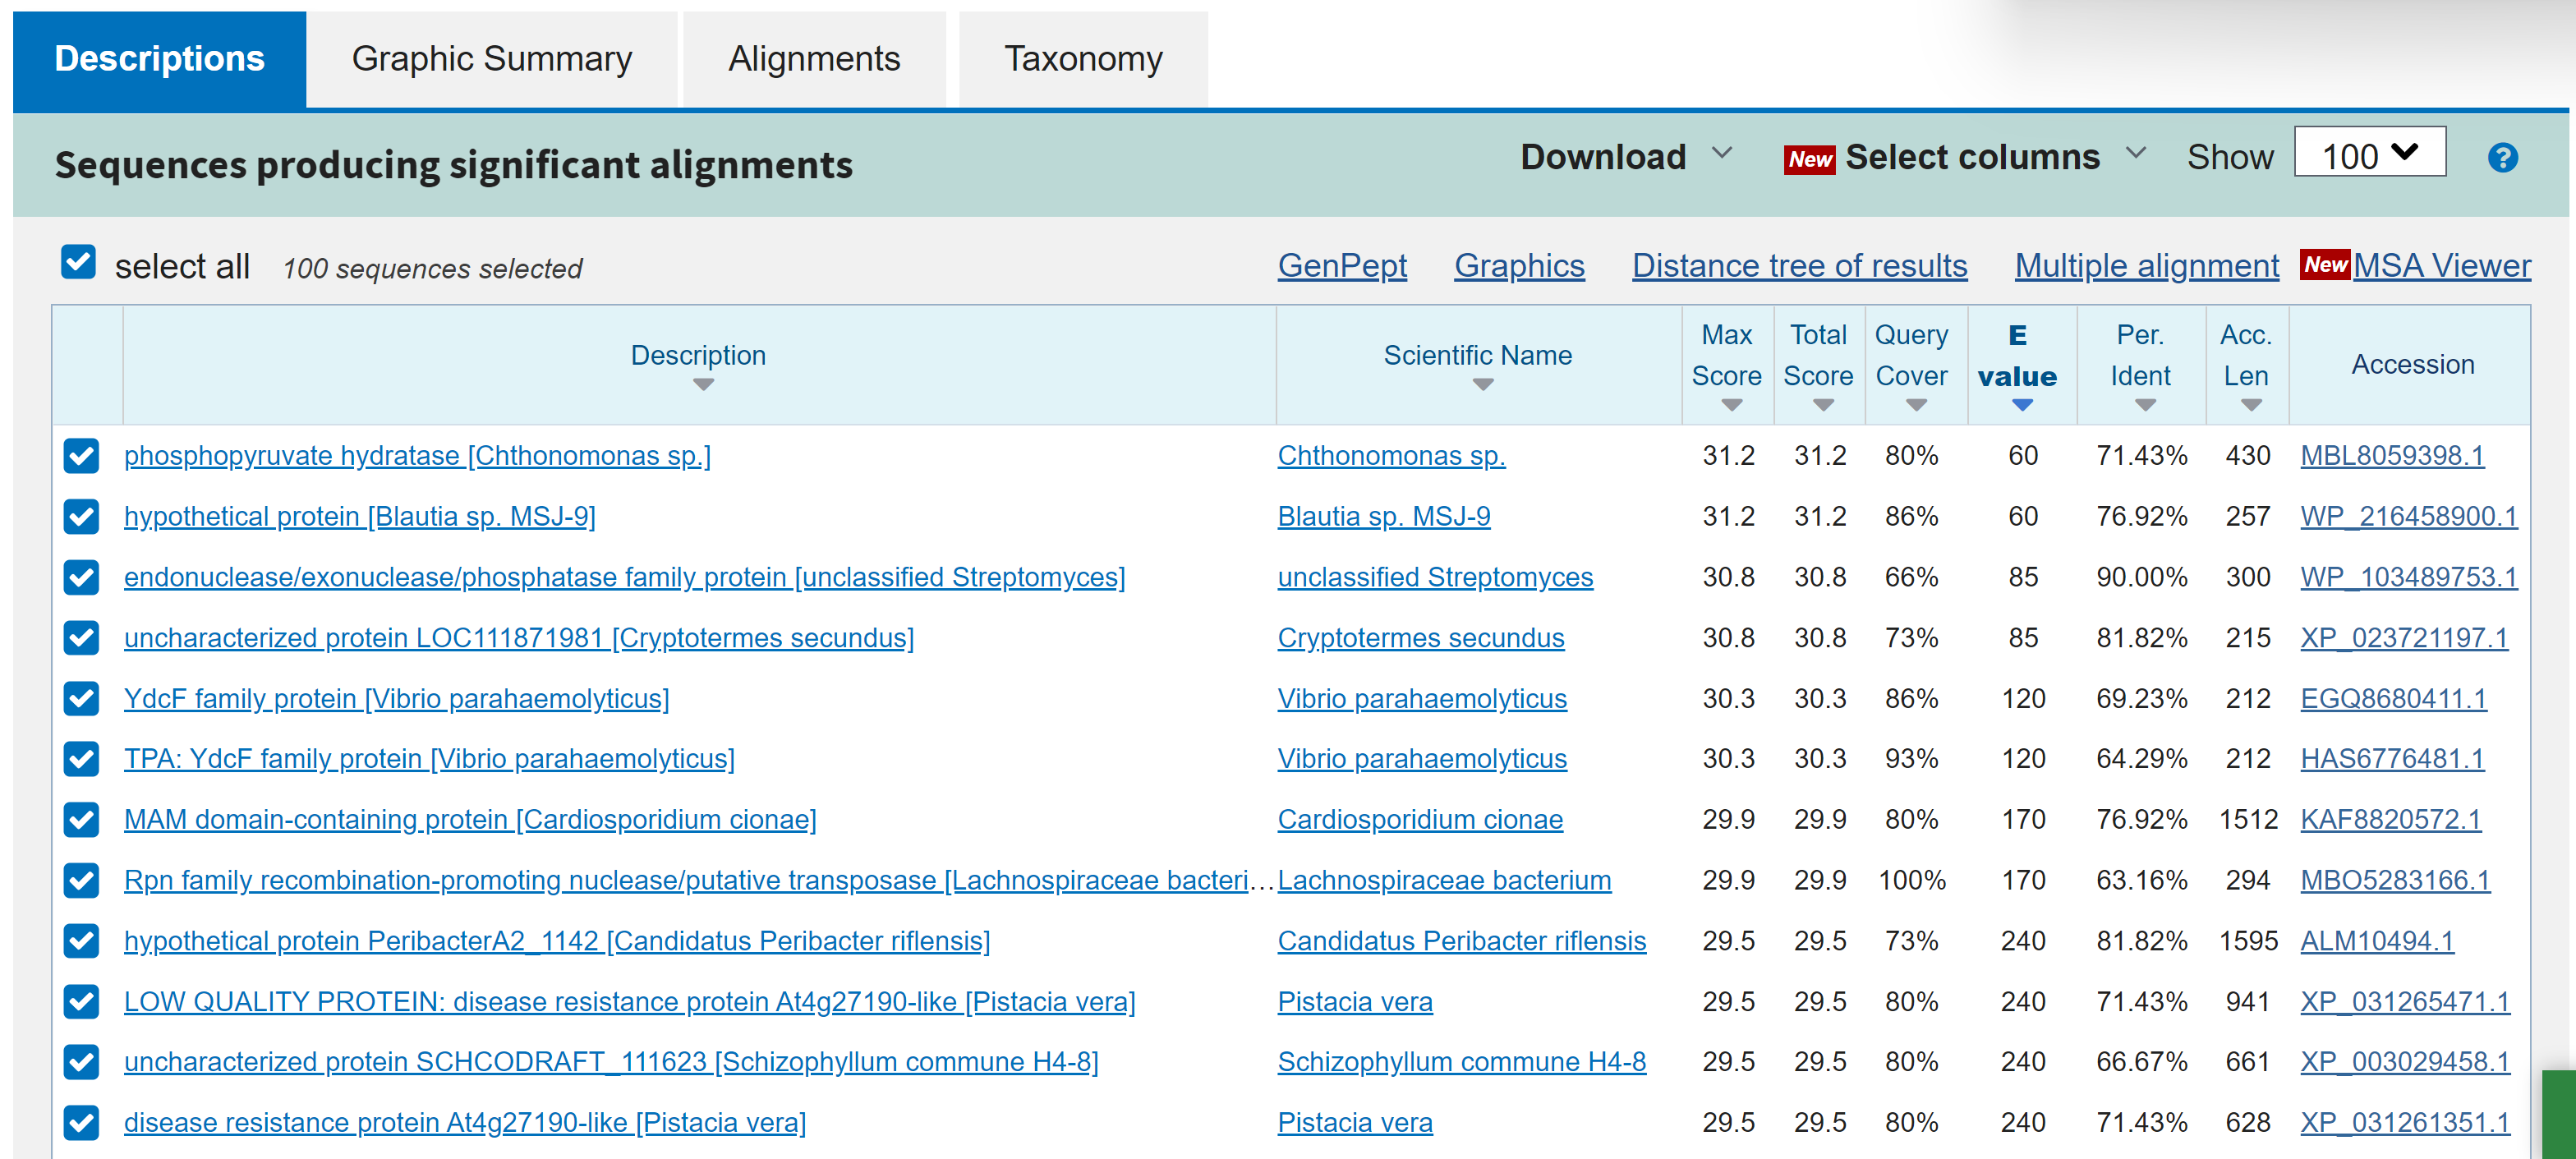 Descriptions Graphic Summary Alignments Taxonomy
Sequences producing significant alignments Download New Select columns Show 100 ?
select all 100 sequences selected GenPept Graphics Distance tree of results Multiple alignment New MSA Viewer
Description Scientific Name Max Score Total Score Query Cover E value Per. Ident Acc. Len Accession
phosphopyruvate hydratase [Chthonomonas sp.] Chthonomonas sp. 31.2 31.2 80% 60 71.43% 430 MBL8059398.1
hypothetical protein [Blautia sp. MSJ-9] Blautia sp. MSJ-9 31.2 31.2 86% 60 76.92% 257 WP_216458900.1
endonuclease/exonuclease/phosphatase family protein [unclassified Streptomyces] unclassified Streptomyces 30.8 30.8 66% 85 90.00% 300 WP_103489753.1
uncharacterized protein LOC111871981 [Cryptotermes secundus] Cryptotermes secundus 30.8 30.8 73% 85 81.82% 215 XP_023721197.1
YdcF family protein [Vibrio parahaemolyticus] Vibrio parahaemolyticus 30.3 30.3 86% 120 69.23% 212 EGQ8680411.1
TPA: YdcF family protein [Vibrio parahaemolyticus] Vibrio parahaemolyticus 30.3 30.3 93% 120 64.29% 212 HAS6776481.1
MAM domain-containing protein [Cardiosporidium cionae] Cardiosporidium cionae 29.9 29.9 80% 170 76.92% 1512 KAF8820572.1
Rpn family recombination-promoting nuclease/putative transposase [Lachnospiraceae bacteri... Lachnospiraceae bacterium 29.9 29.9 100% 170 63.16% 294 MBO5283166.1
hypothetical protein PeribacterA2_1142 [Candidatus Peribacter riflensis] Candidatus Peribacter riflensis 29.5 29.5 73% 240 81.82% 1595 ALM10494.1
LOW QUALITY PROTEIN: disease resistance protein At4g27190-like [Pistacia vera] Pistacia vera 29.5 29.5 80% 240 71.43% 941 XP_031265471.1
uncharacterized protein SCHCODRAFT_111623 [Schizophyllum commune H4-8] Schizophyllum commune H4-8 29.5 29.5 80% 240 66.67% 661 XP_003029458.1
disease resistance protein At4g27190-like [Pistacia vera] Pistacia vera 29.5 29.5 80% 240 71.43% 628 XP_031261351.1